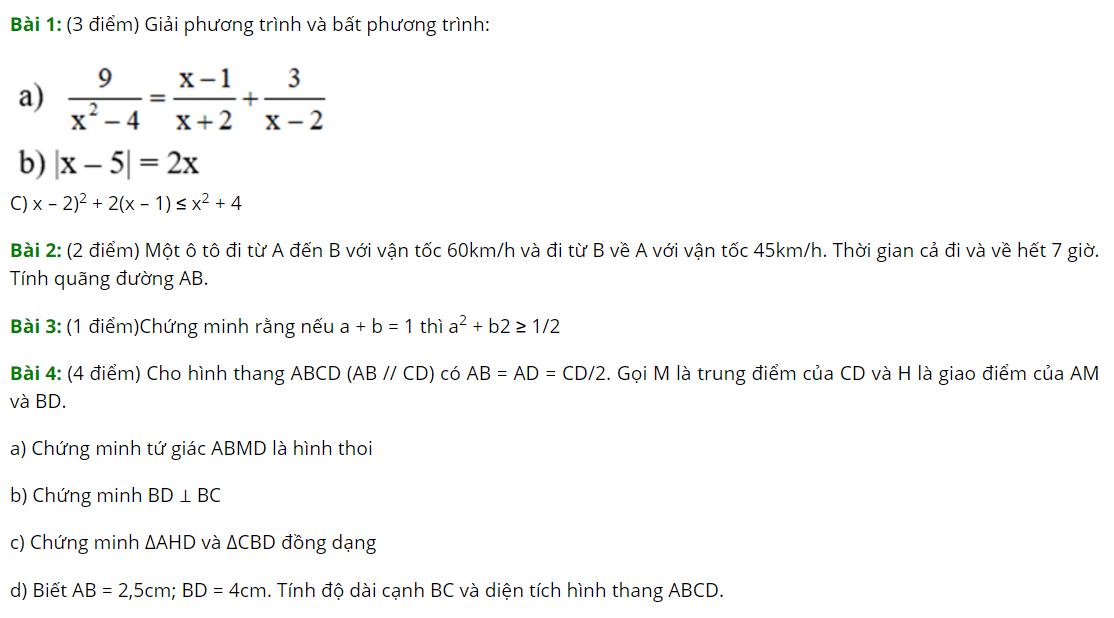 Bài 1: (3 điểm) Giải phương trình và bất phương trình:
a) 9/(x² – 4) = (x – 1)/(x + 2) + 3/(x – 2)
b) |x – 5| = 2x
C) x – 2)² + 2(x – 1) ≤ x² + 4
Bài 2: (2 điểm) Một ô tô đi từ A đến B với vận tốc 60km/h và đi từ B về A với vận tốc 45km/h. Thời gian cả đi và về hết 7 giờ.
Tính quãng đường AB.
Bài 3: (1 điểm)Chứng minh rằng nếu a + b = 1 thì a² + b2 ≥ 1/2
Bài 4: (4 điểm) Cho hình thang ABCD (AB // CD) có AB = AD = CD/2. Gọi M là trung điểm của CD và H là giao điểm của AM
và BD.
a) Chứng minh tứ giác ABMD là hình thoi
b) Chứng minh BD ⊥ BC
c) Chứng minh ΔAHD và ΔCBD đồng dạng
d) Biết AB = 2,5cm; BD = 4cm. Tính độ dài cạnh BC và diện tích hình thang ABCD.